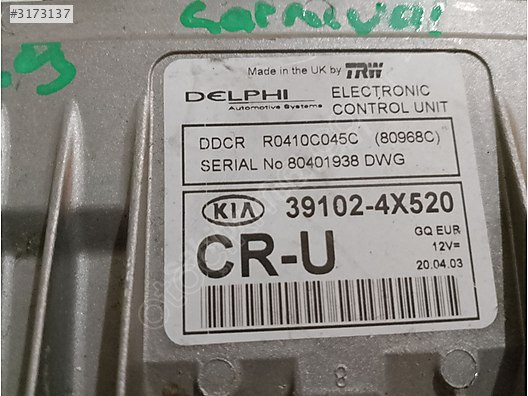 #3173137
Carnival
Made in the UK by TRW
DELPHI
Automotive Systems
ELECTRONIC
CONTROL UNIT
DDCR R0410C045C (80968C)
SERIAL No 80401938 DWG
KIA 39102-4X520
CR-U
GQ EUR
12V=
20.04.03
8